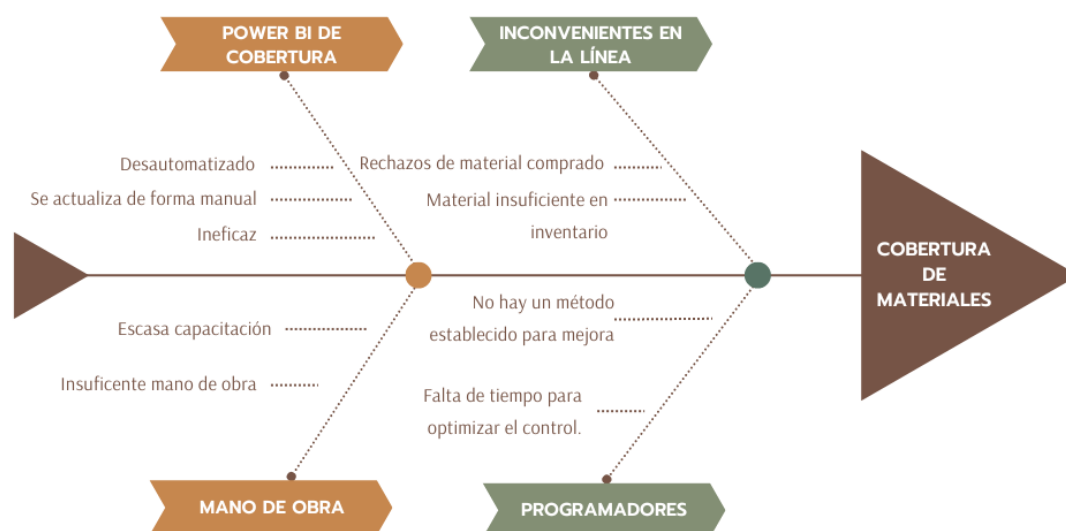 POWER BI DE
COBERTURA
INCONVENIENTES EN
LA LÍNEA
Desautomatizado
Se actualiza de forma manual
Ineficaz
Rechazos de material comprado
Material insuficiente en
inventario
COBERTURA
DE
MATERIALES
Escasa capacitación
Insuficente mano de obra
No hay un método
establecido para mejora
Falta de tiempo para
optimizar el control.
MANO DE OBRA
PROGRAMADORES